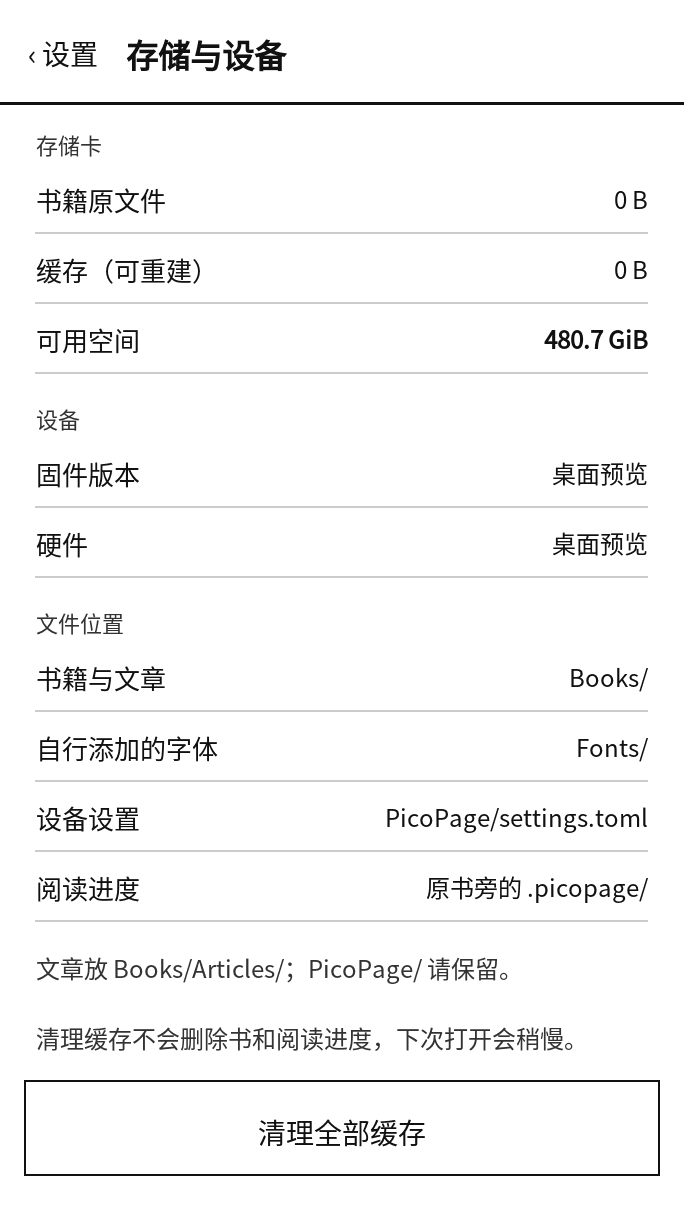 ‹ 设置 存储与设备
存储卡
书籍原文件 0 B
缓存（可重建） 0 B
可用空间 480.7 GiB
设备
固件版本 桌面预览
硬件 桌面预览
文件位置
书籍与文章 Books/
自行添加的字体 Fonts/
设备设置 PicoPage/settings.toml
阅读进度 原书旁的 .picopage/
文章放 Books/Articles/；PicoPage/ 请保留。
清理缓存不会删除书和阅读进度，下次打开会稍慢。
清理全部缓存